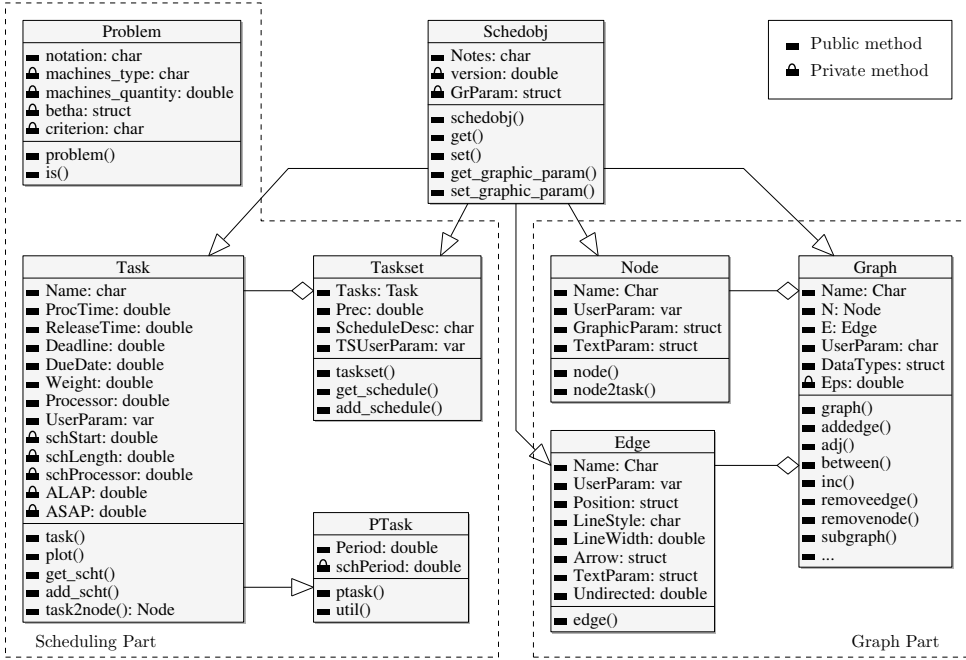 Problem
notation: char
machines_type: char
machines_quantity: double
betha: struct
criterion: char
problem()
is()
Schedobj
Notes: char
version: double
GrParam: struct
schedobj()
get()
set()
get_graphic_param()
set_graphic_param()
Public method
Private method
Task
Name: char
ProcTime: double
ReleaseTime: double
Deadline: double
DueDate: double
Weight: double
Processor: double
UserParam: var
schStart: double
schLength: double
schProcessor: double
ALAP: double
ASAP: double
task()
plot()
get_scht()
add_scht()
task2node(): Node
Taskset
Tasks: Task
Prec: double
ScheduleDesc: char
TSUserParam: var
taskset()
get_schedule()
add_schedule()
PTask
Period: double
schPeriod: double
ptask()
util()
Scheduling Part
Node
Name: Char
UserParam: var
GraphicParam: struct
TextParam: struct
node()
node2task()
Edge
Name: Char
UserParam: var
Position: struct
LineStyle: char
LineWidth: double
Arrow: struct
TextParam: struct
Undirected: double
edge()
Graph
Name: Char
N: Node
E: Edge
UserParam: char
DataTypes: struct
Eps: double
graph()
addedge()
adj()
between()
inc()
removeedge()
removenode()
subgraph()
...
Graph Part